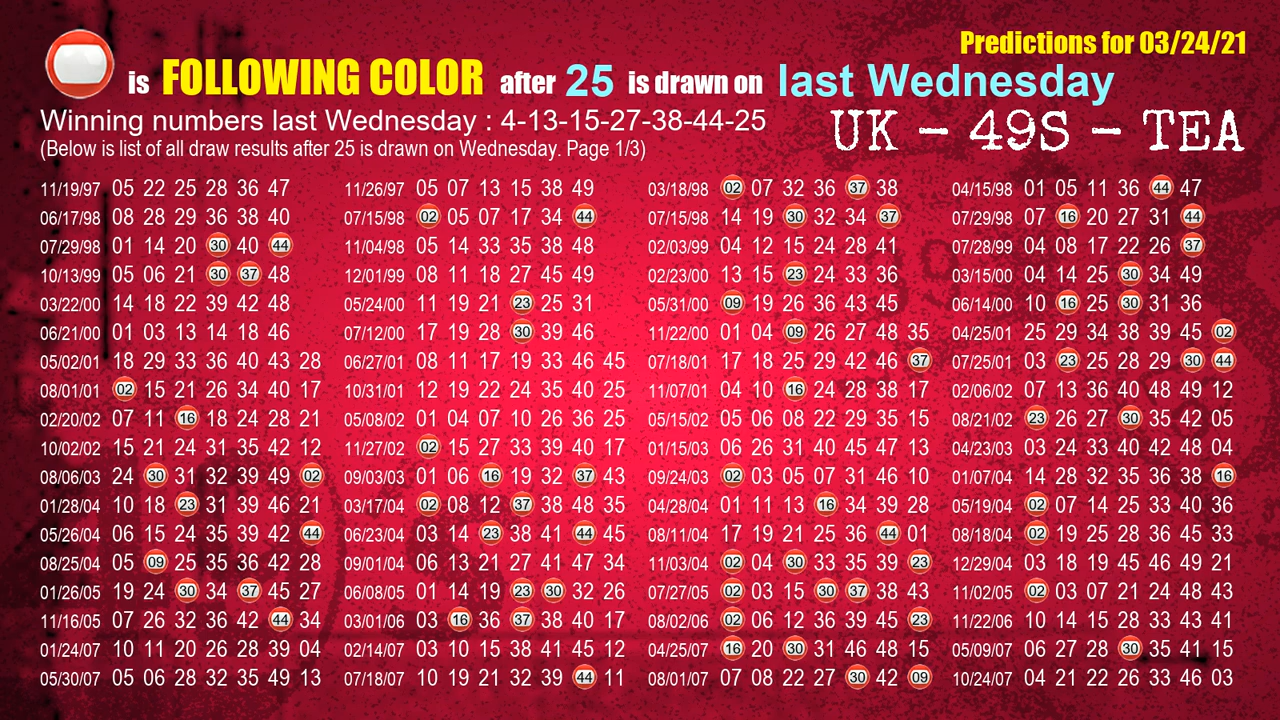 Predictions for 03/24/21
is FOLLOWING COLOR after 25 is drawn on last Wednesday
Winning numbers last Wednesday : 4-13-15-27-38-44-25
UK - 49S - TEA
(Below is list of all draw results after 25 is drawn on Wednesday. Page 1/3)
11/19/97 05 22 25 28 36 47 11/26/97 05 07 13 15 38 49 03/18/98 02 07 32 36 37 38 04/15/98 01 05 11 36 44 47
06/17/98 08 28 29 36 38 40 07/15/98 02 05 07 17 34 44 07/15/98 14 19 30 32 34 37 07/29/98 07 16 20 27 31 44
07/29/98 01 14 20 30 40 44 11/04/98 05 14 33 35 38 48 02/03/99 04 12 15 24 28 41 07/28/99 04 08 17 22 26 37
10/13/99 05 06 21 30 37 48 12/01/99 08 11 18 27 45 49 02/23/00 13 15 23 24 33 36 03/15/00 04 14 25 30 34 49
03/22/00 14 18 22 39 42 48 05/24/00 11 19 21 23 25 31 05/31/00 09 19 26 36 43 45 06/14/00 10 16 25 30 31 36
06/21/00 01 03 13 14 18 46 07/12/00 17 19 28 30 39 46 11/22/00 01 04 09 26 27 48 35 04/25/01 25 29 34 38 39 45 02
05/02/01 18 29 33 36 40 43 28 06/27/01 08 11 17 19 33 46 45 07/18/01 17 18 25 29 42 46 37 07/25/01 03 23 25 28 29 30 44
08/01/01 02 15 21 26 34 40 17 10/31/01 12 19 22 24 35 40 25 11/07/01 04 10 16 24 28 38 17 02/06/02 07 13 36 40 48 49 12
02/20/02 07 11 16 18 24 28 21 05/08/02 01 04 07 10 26 36 25 05/15/02 05 06 08 22 29 35 15 08/21/02 23 26 27 30 35 42 05
10/02/02 15 21 24 31 35 42 12 11/27/02 02 15 27 33 39 40 17 01/15/03 06 26 31 40 45 47 13 04/23/03 03 24 33 40 42 48 04
08/06/03 24 30 31 32 39 49 02 09/03/03 01 06 16 19 32 37 43 09/24/03 02 03 05 07 31 46 10 01/07/04 14 28 32 35 36 38 16
01/28/04 10 18 23 31 39 46 21 03/17/04 02 08 12 37 38 48 35 04/28/04 01 11 13 16 34 39 28 05/19/04 02 07 14 25 33 40 36
05/26/04 06 15 24 35 39 42 44 06/23/04 03 14 23 38 41 44 45 08/11/04 17 19 21 25 36 44 01 08/18/04 02 19 25 28 36 45 33
08/25/04 05 09 25 35 36 42 28 09/01/04 06 13 21 27 41 47 34 11/03/04 02 04 30 33 35 39 23 12/29/04 03 18 19 45 46 49 21
01/26/05 19 24 30 34 37 45 27 06/08/05 01 14 19 23 30 32 26 07/27/05 02 03 15 30 37 38 43 11/02/05 02 03 07 21 24 48 43
11/16/05 07 26 32 36 42 44 34 03/01/06 03 16 36 37 38 40 17 08/02/06 02 06 12 36 39 45 23 11/22/06 10 14 15 28 33 43 41
01/24/07 10 11 20 26 28 39 04 02/14/07 03 10 15 38 41 45 12 04/25/07 16 20 30 31 46 48 15 05/09/07 06 27 28 30 35 41 15
05/30/07 05 06 28 32 35 49 13 07/18/07 10 19 21 32 39 44 11 08/01/07 07 08 22 27 30 42 09 10/24/07 04 21 22 26 33 46 03